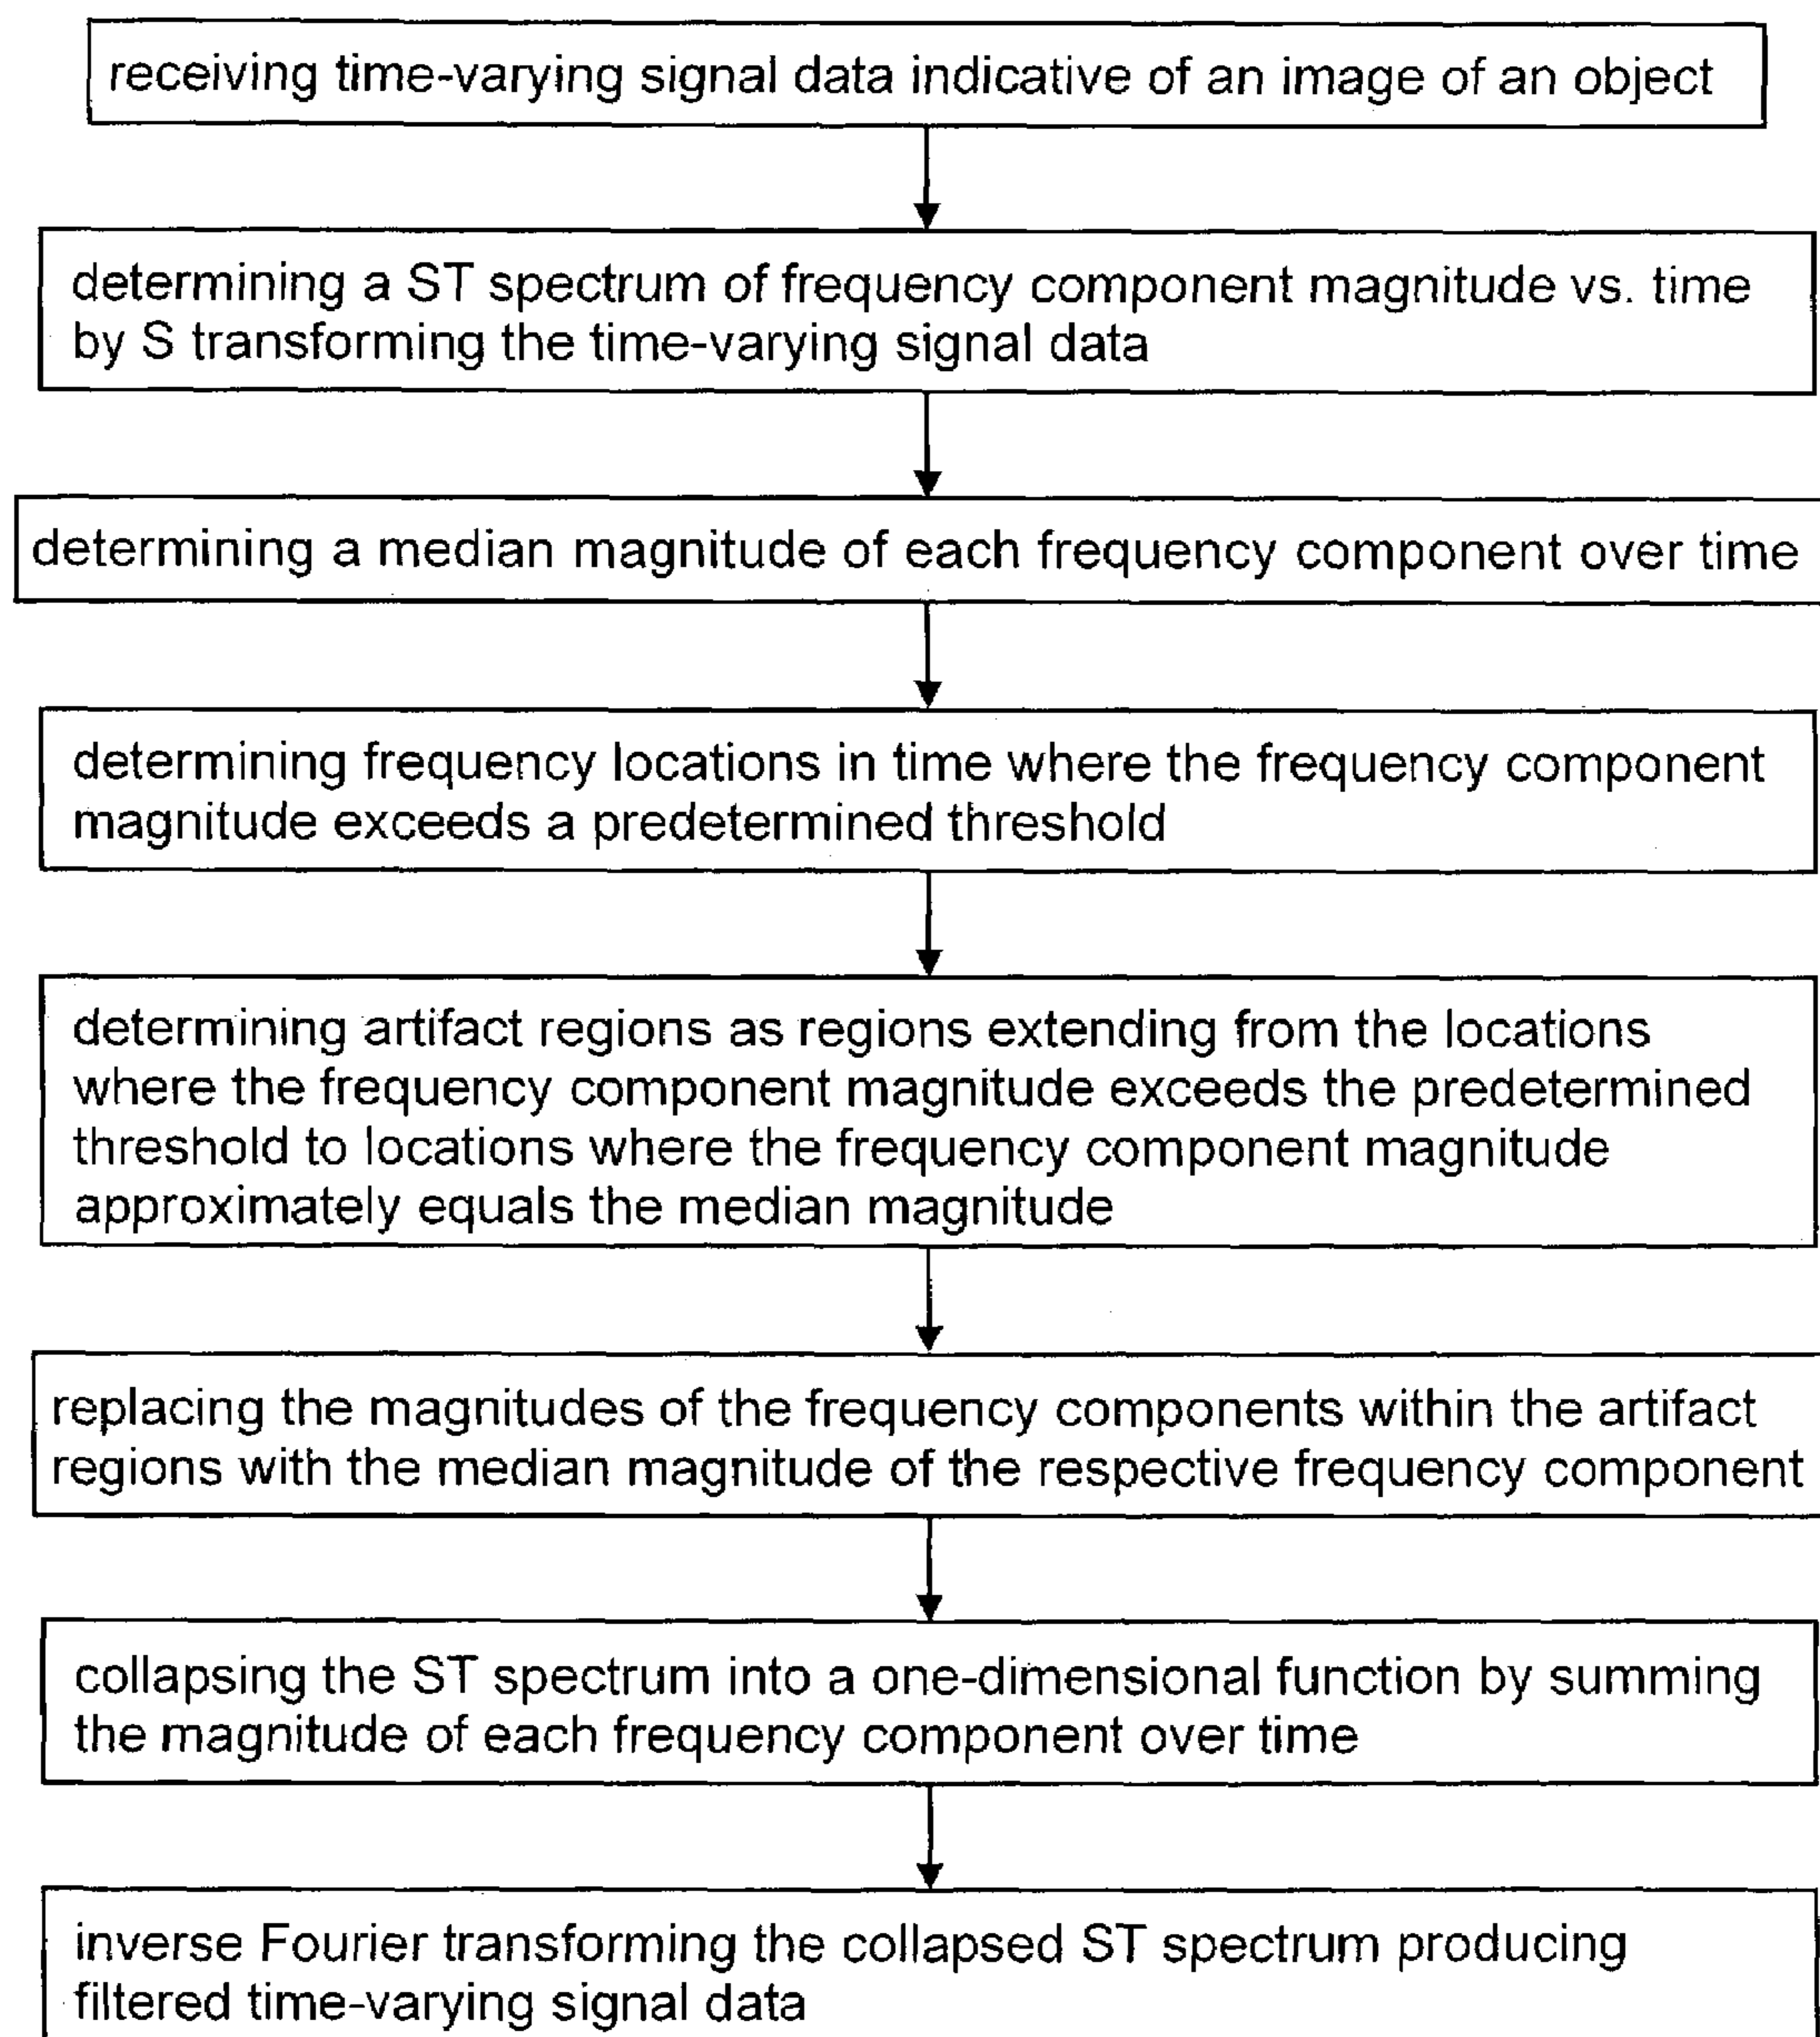 receiving time-varying signal data indicative of an image of an object
determining a ST spectrum of frequency component magnitude vs. time
by S transforming the time-varying signal data
determining a median magnitude of each frequency component over time
determining frequency locations in time where the frequency component
magnitude exceeds a predetermined threshold
determining artifact regions as regions extending from the locations
where the frequency component magnitude exceeds the predetermined
threshold to locations where the frequency component magnitude
approximately equals the median magnitude
replacing the magnitudes of the frequency components within the artifact
regions with the median magnitude of the respective frequency component
collapsing the ST spectrum into a one-dimensional function by summing
the magnitude of each frequency component over time
inverse Fourier transforming the collapsed ST spectrum producing
filtered time-varying signal data